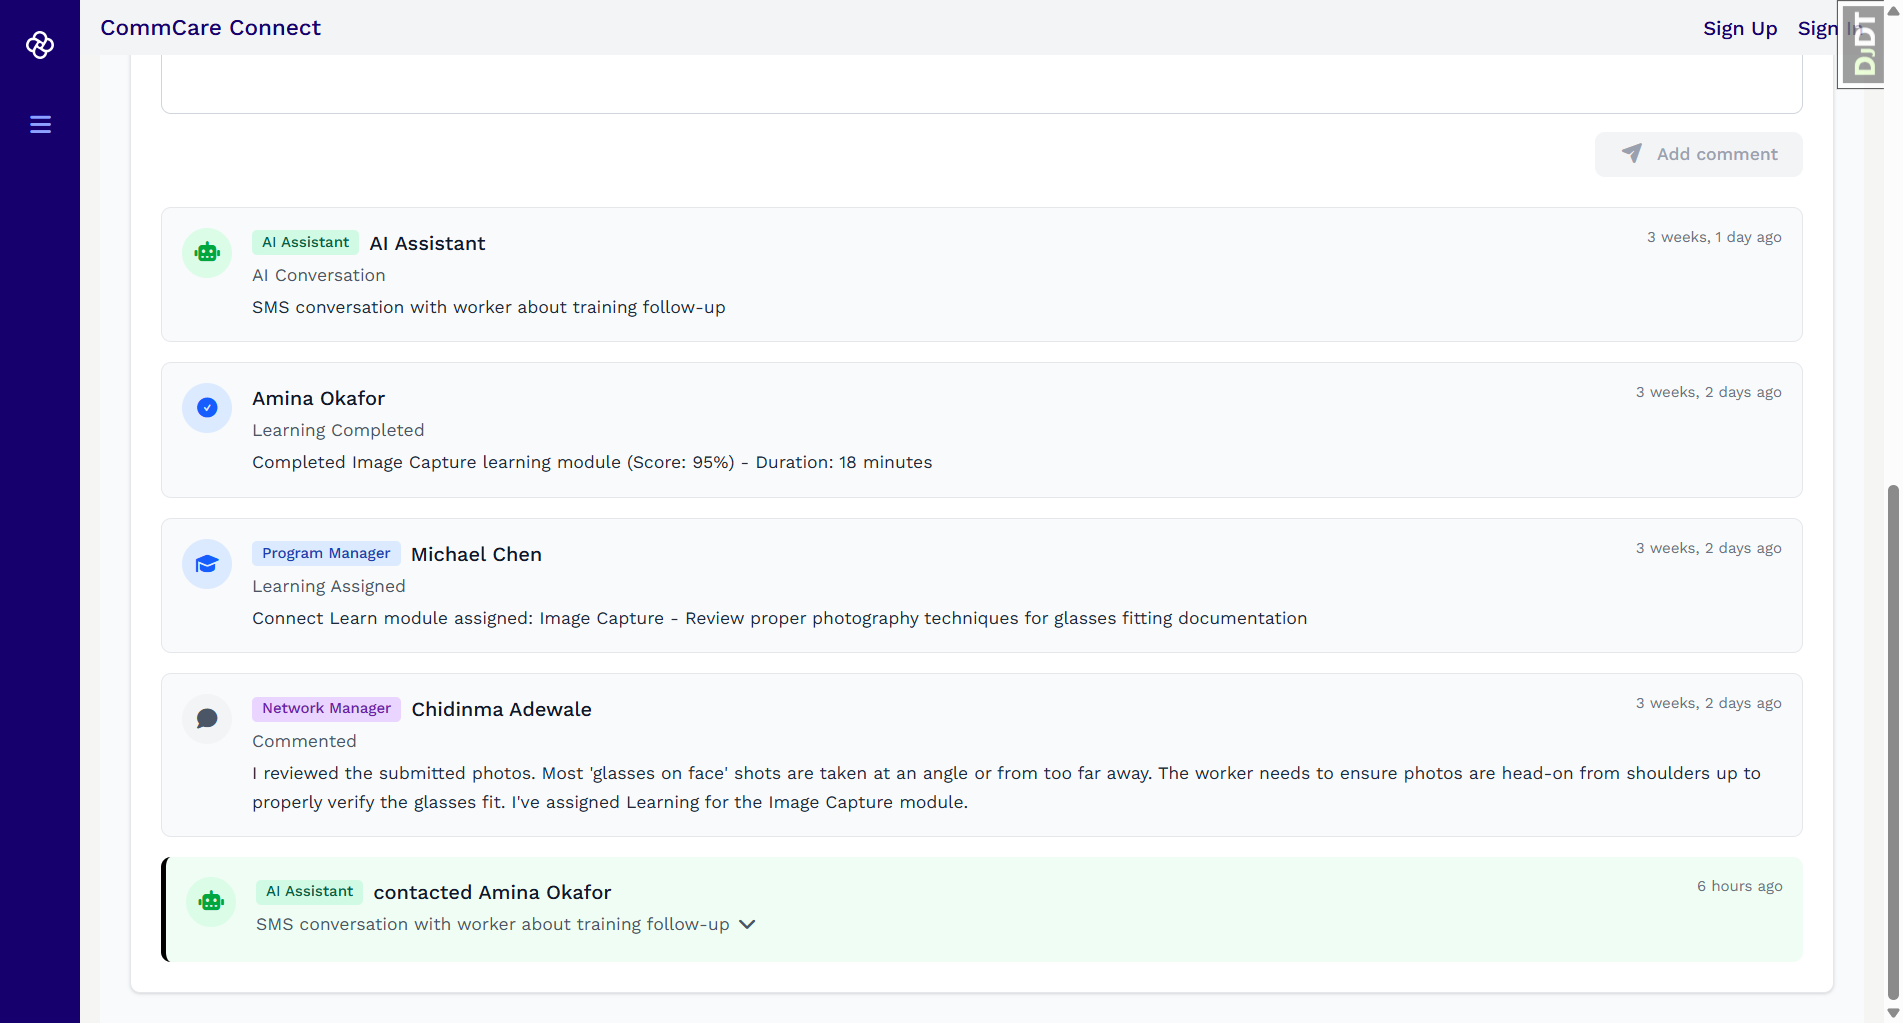 CommCare Connect
Sign Up
Sign In
DJDT
Add comment
AI Assistant AI Assistant
3 weeks, 1 day ago
AI Conversation
SMS conversation with worker about training follow-up
Amina Okafor
3 weeks, 2 days ago
Learning Completed
Completed Image Capture learning module (Score: 95%) - Duration: 18 minutes
Program Manager Michael Chen
3 weeks, 2 days ago
Learning Assigned
Connect Learn module assigned: Image Capture - Review proper photography techniques for glasses fitting documentation
Network Manager Chidinma Adewale
3 weeks, 2 days ago
Commented
I reviewed the submitted photos. Most 'glasses on face' shots are taken at an angle or from too far away. The worker needs to ensure photos are head-on from shoulders up to
properly verify the glasses fit. I've assigned Learning for the Image Capture module.
AI Assistant contacted Amina Okafor
6 hours ago
SMS conversation with worker about training follow-up